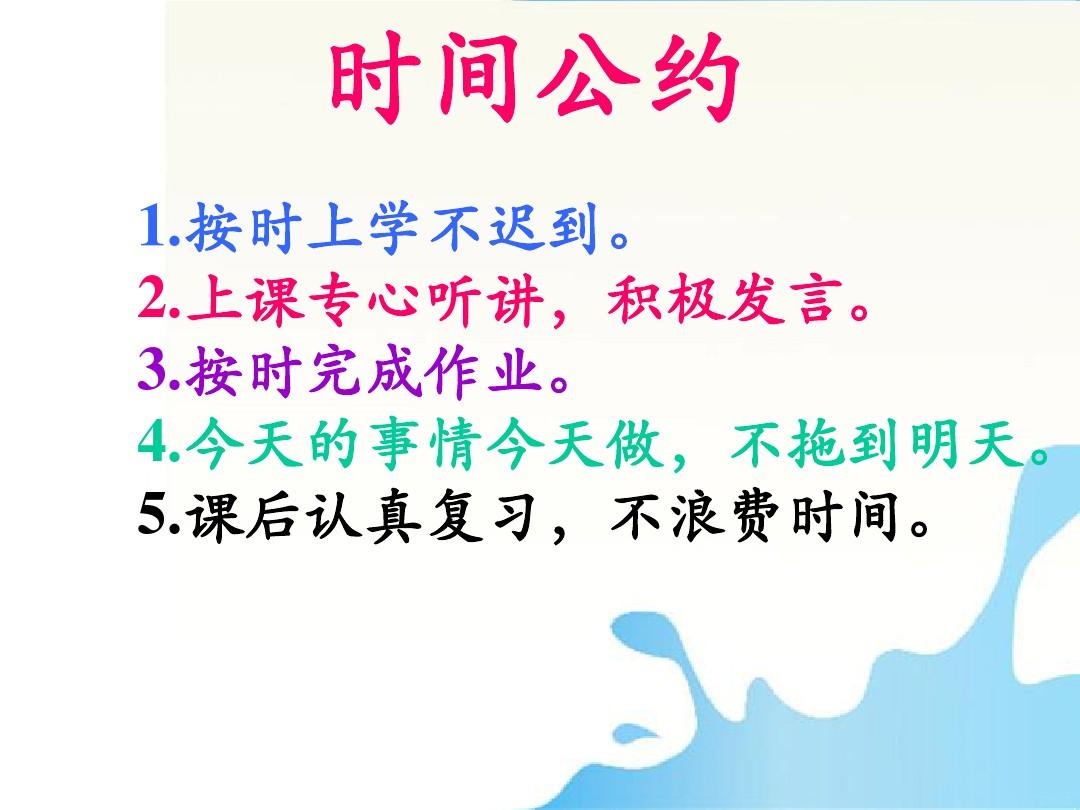 时间公约
1.按时上学不迟到。
2.上课专心听讲，积极发言。
3.按时完成作业。
4.今天的事情今天做，不拖到明天。
5.课后认真复习，不浪费时间。